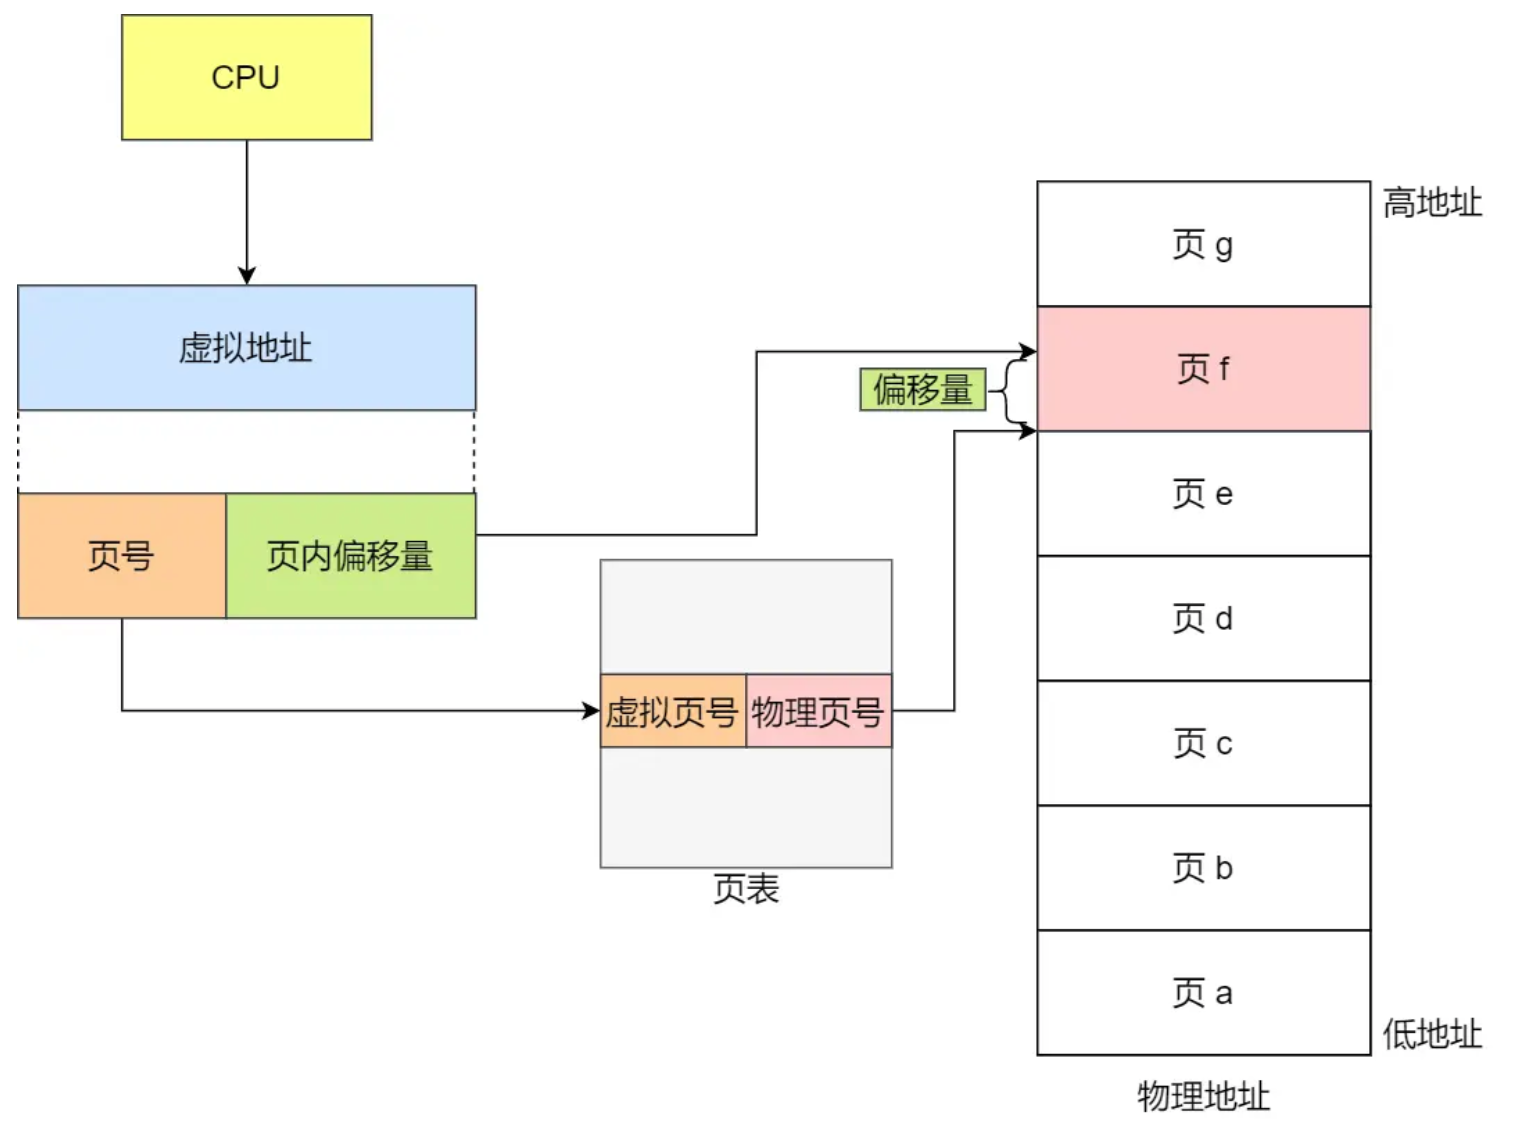 CPU
虚拟地址
页号
页内偏移量
虚拟页号
物理页号
页表
偏移量
高地址
页 g
页 f
页 e
页 d
页 c
页 b
页 a
低地址
物理地址